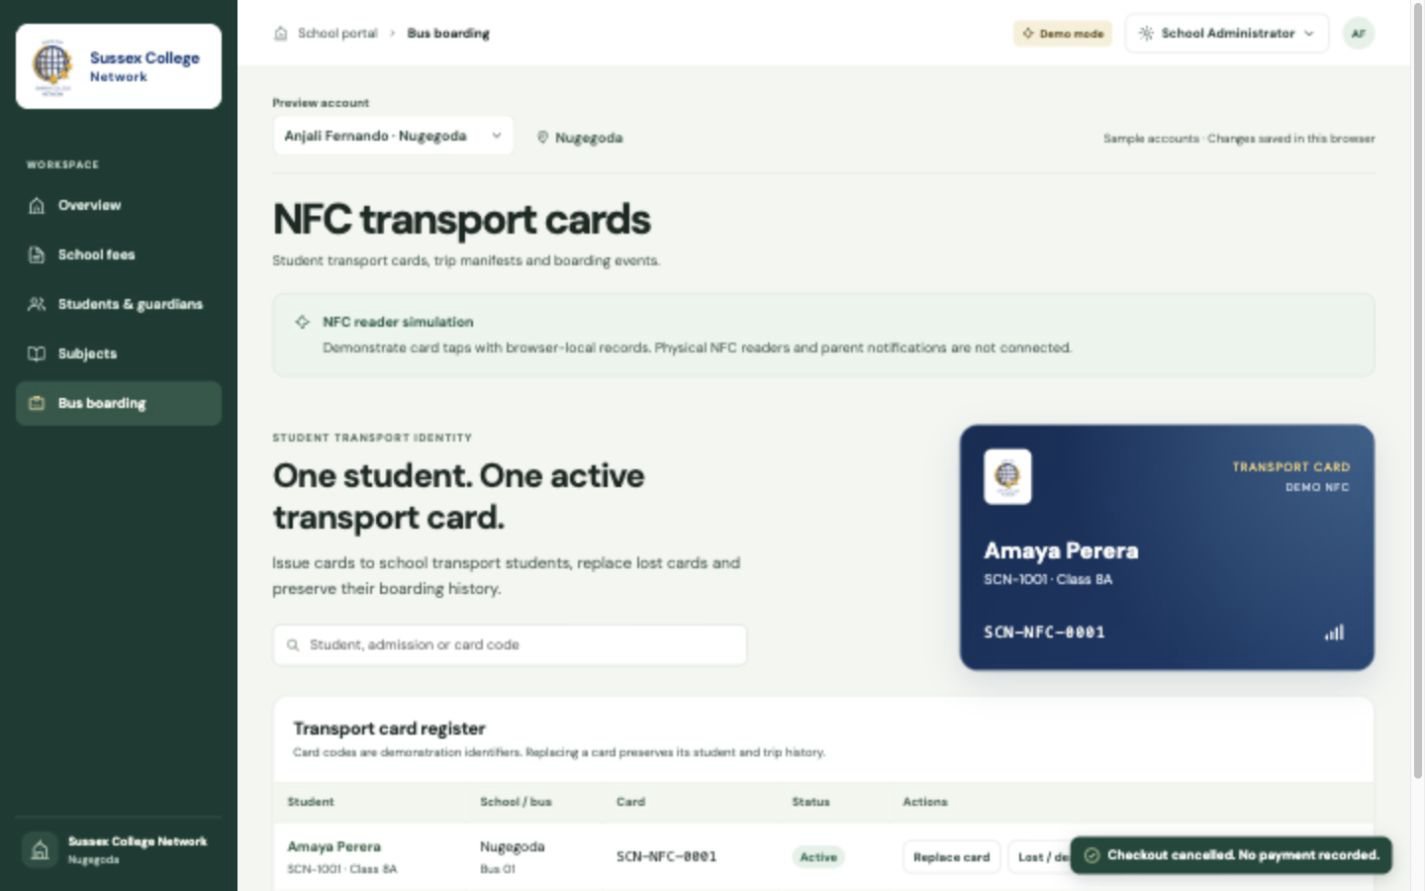 Sussex College
Network
WORKSPACE
Overview
School fees
Students & guardians
Subjects
Bus boarding
Sussex College Network
Nugegoda
School portal > Bus boarding
Demo mode
School Administrator
AF
Preview account
Anjali Fernando · Nugegoda
Nugegoda
Sample accounts · Changes saved in this browser
NFC transport cards
Student transport cards, trip manifests and boarding events.
NFC reader simulation
Demonstrate card taps with browser-local records. Physical NFC readers and parent notifications are not connected.
STUDENT TRANSPORT IDENTITY
One student. One active
transport card.
Issue cards to school transport students, replace lost cards and
preserve their boarding history.
Student, admission or card code
TRANSPORT CARD
DEMO NFC
Amaya Perera
SCN-1001 · Class 8A
SCN-NFC-0001
Transport card register
Card codes are demonstration identifiers. Replacing a card preserves its student and trip history.
Student School / bus Card Status Actions
Amaya Perera Nugegoda SCN-NFC-0001 Active Replace card Lost / de
SCN-1001 · Class 8A Bus 01
Checkout cancelled. No payment recorded.